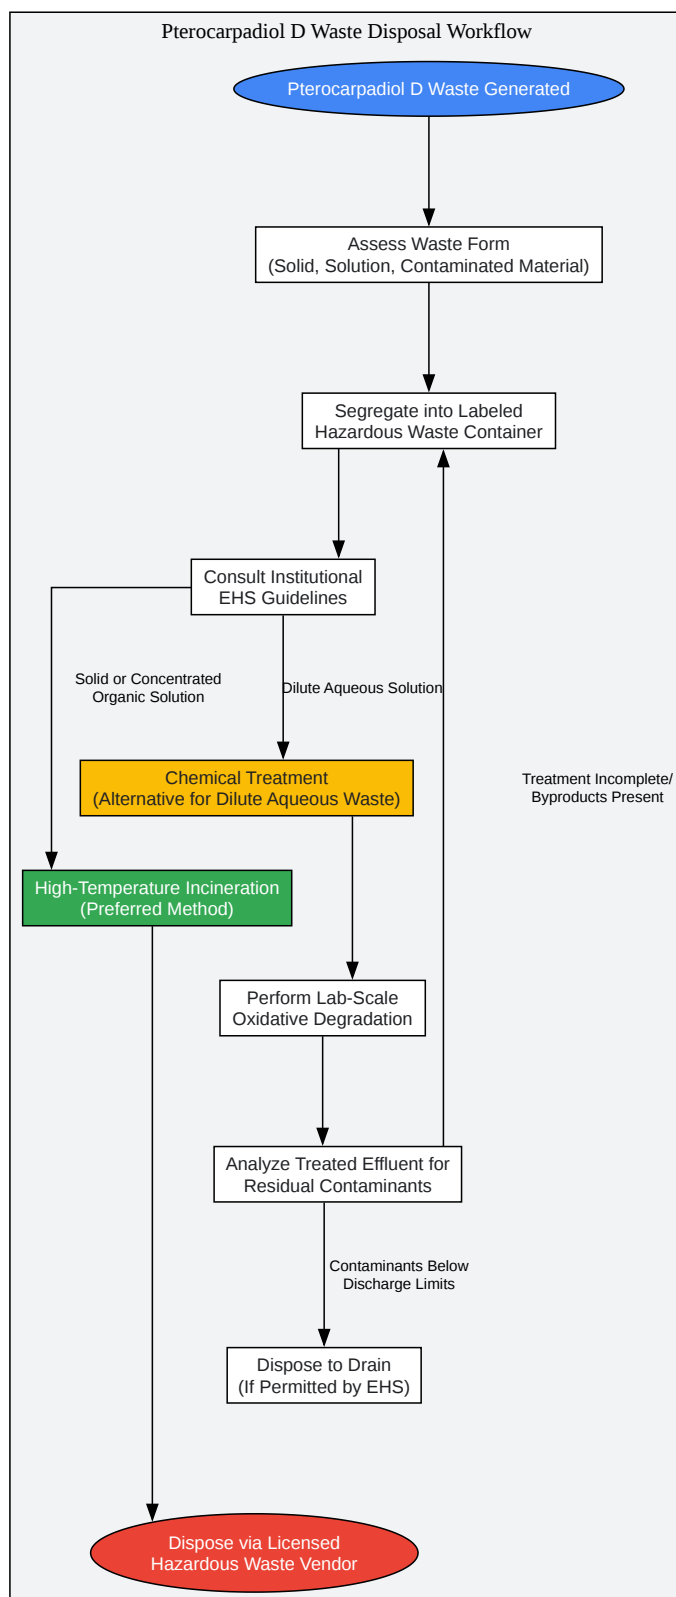 Pterocarpadiol D Waste Disposal Workflow
Pterocarpadiol D Waste Generated
Assess Waste Form
(Solid, Solution, Contaminated Material)
Segregate into Labeled
Hazardous Waste Container
Consult Institutional
EHS Guidelines
Solid or Concentrated
Organic Solution
Dilute Aqueous Solution
Chemical Treatment
(Alternative for Dilute Aqueous Waste)
Treatment Incomplete/
Byproducts Present
High-Temperature Incineration
(Preferred Method)
Perform Lab-Scale
Oxidative Degradation
Analyze Treated Effluent for
Residual Contaminants
Contaminants Below
Discharge Limits
Dispose to Drain
(If Permitted by EHS)
Dispose via Licensed
Hazardous Waste Vendor